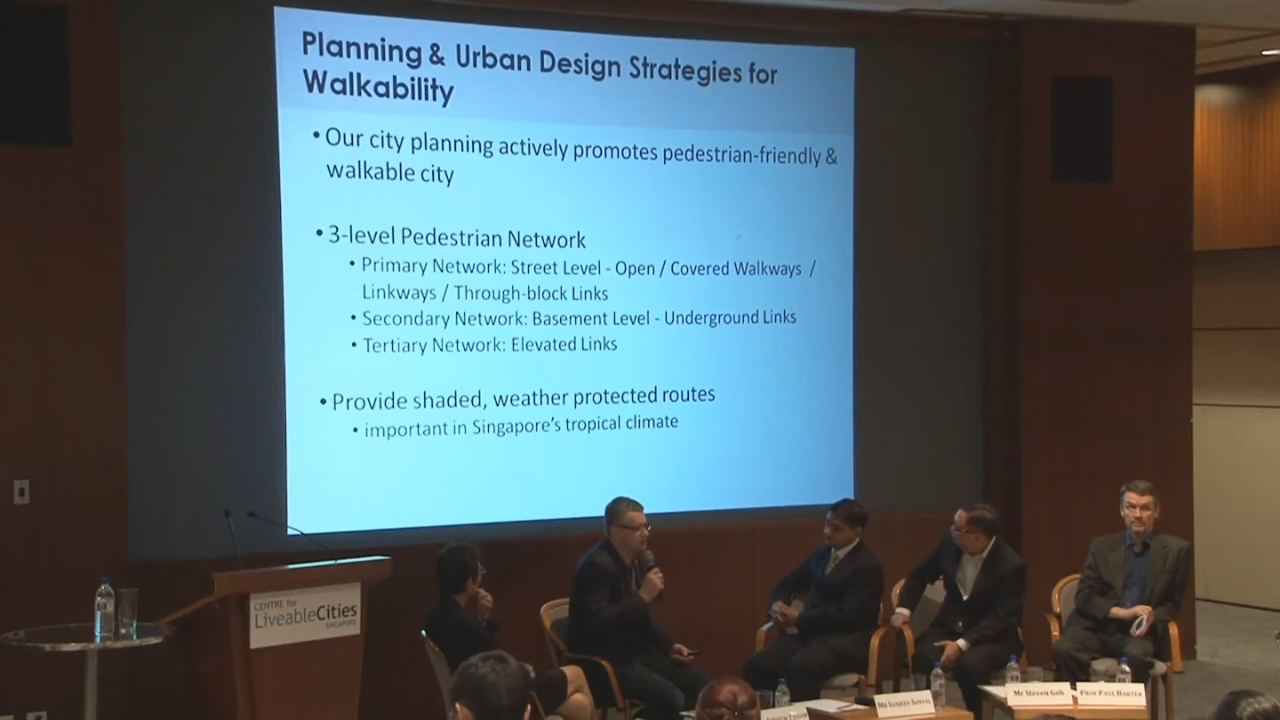 Planning & Urban Design Strategies for
Walkability
• Our city planning actively promotes pedestrian-friendly &
walkable city
• 3-level Pedestrian Network
• Primary Network: Street Level - Open / Covered Walkways /
Linkways / Through-block Links
• Secondary Network: Basement Level - Underground Links
• Tertiary Network: Elevated Links
• Provide shaded, weather protected routes
• important in Singapore's tropical climate
CENTRE for
LiveableCities
SINGAPORE
Mr Sanjeev Sanyal
Mr Steven Goh
Prof Paul Barter